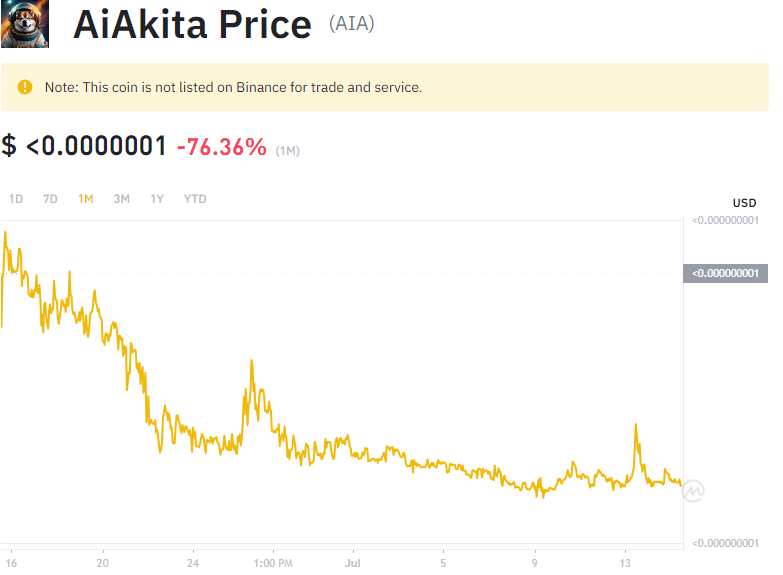 AiAkita Price (AIA)
Note: This coin is not listed on Binance for trade and service.
$ <0.0000001 -76.36% (1M)
1D 7D 1M 3M 1Y YTD
USD
<0.000000001
<0.000000001
<0.000000001
16 20 24 1:00 PM Jul 5 9 13